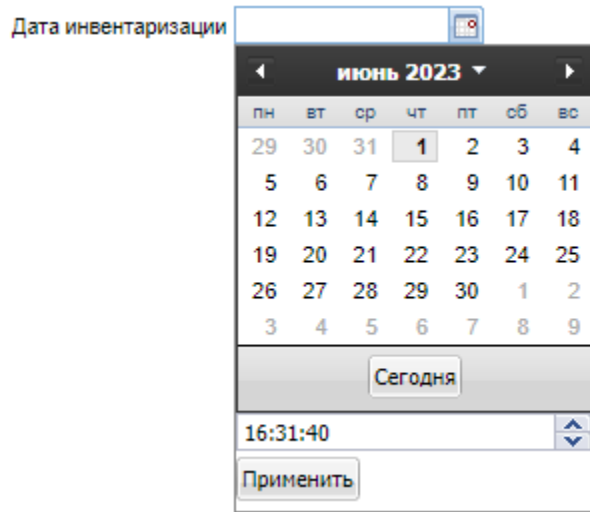 Дата инвентаризации
июнь 2023
пн вт ср чт пт сб вс
29 30 31 1 2 3 4
5 6 7 8 9 10 11
12 13 14 15 16 17 18
19 20 21 22 23 24 25
26 27 28 29 30 1 2
3 4 5 6 7 8 9
Сегодня
16:31:40
Применить